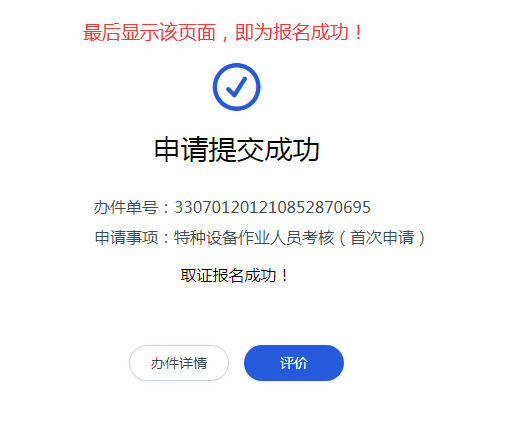 最后显示该页面，即为报名成功！
申请提交成功
办件单号：330701201210852870695
申请事项：特种设备作业人员考核（首次申请）
取证报名成功！
办件详情
评价